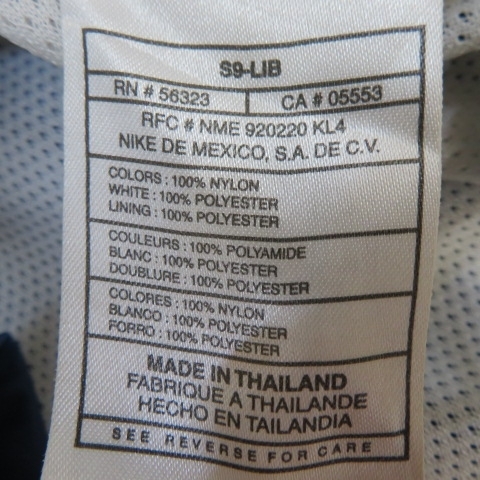 S9-LIB
RN # 56323 CA # 05553
RFC # NME 920220 KL4
NIKE DE MEXICO, S.A. DE C.V.
COLORS : 100% NYLON
WHITE : 100% POLYESTER
LINING : 100% POLYESTER
COULEURS : 100% POLYAMIDE
BLANC : 100% POLYESTER
DOUBLURE : 100% POLYESTER
COLORES : 100% NYLON
BLANCO : 100% POLYESTER
FORRO : 100% POLYESTER
MADE IN THAILAND
FABRIQUE A THAILANDE
HECHO EN TAILANDIA
SEE REVERSE FOR CARE